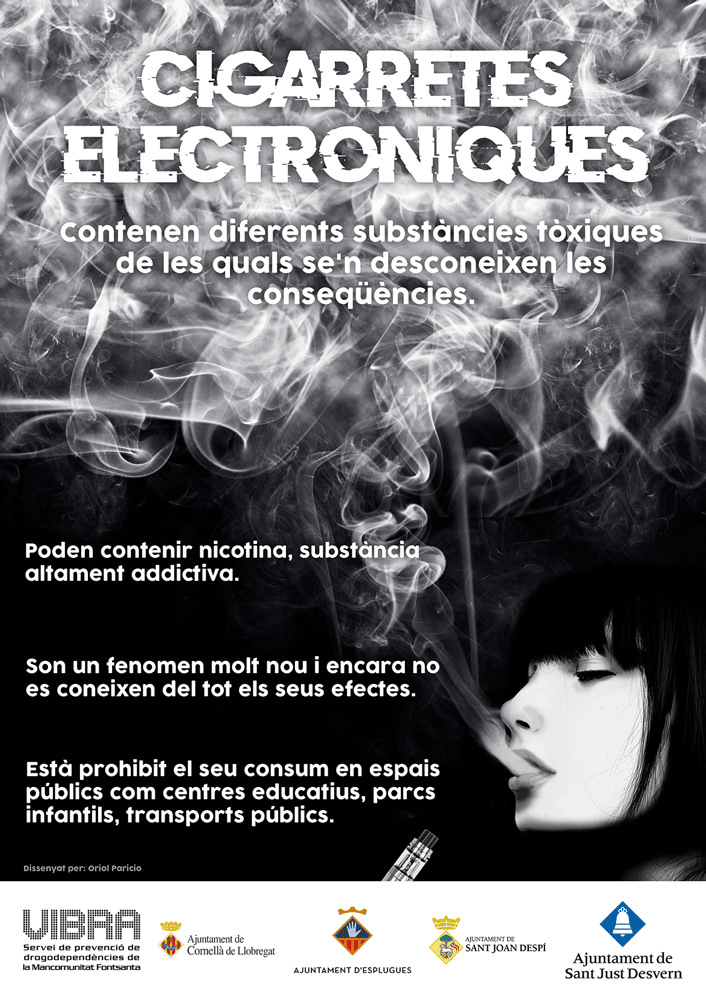 CIGARRETES
ELECTRONIQUES
Contenen diferents substàncies tòxiques
de les quals se'n desconeixen les
conseqüències.
Poden contenir nicotina, substància
altament addictiva.
Son un fenomen molt nou i encara no
es coneixen del tot els seus efectes.
Està prohibit el seu consum en espais
públics com centres educatius, parcs
infantils, transports públics.
Dissenyat per: Oriol Paricio
VIBRA
Servei de prevenció de
drogodependències de
la Mancomunitat Fontsanta
Ajuntament de
Cornellà de Llobregat
AJUNTAMENT D'ESPLUGUES
AJUNTAMENT DE
SANT JOAN DESPÍ
Ajuntament de
Sant Just Desvern